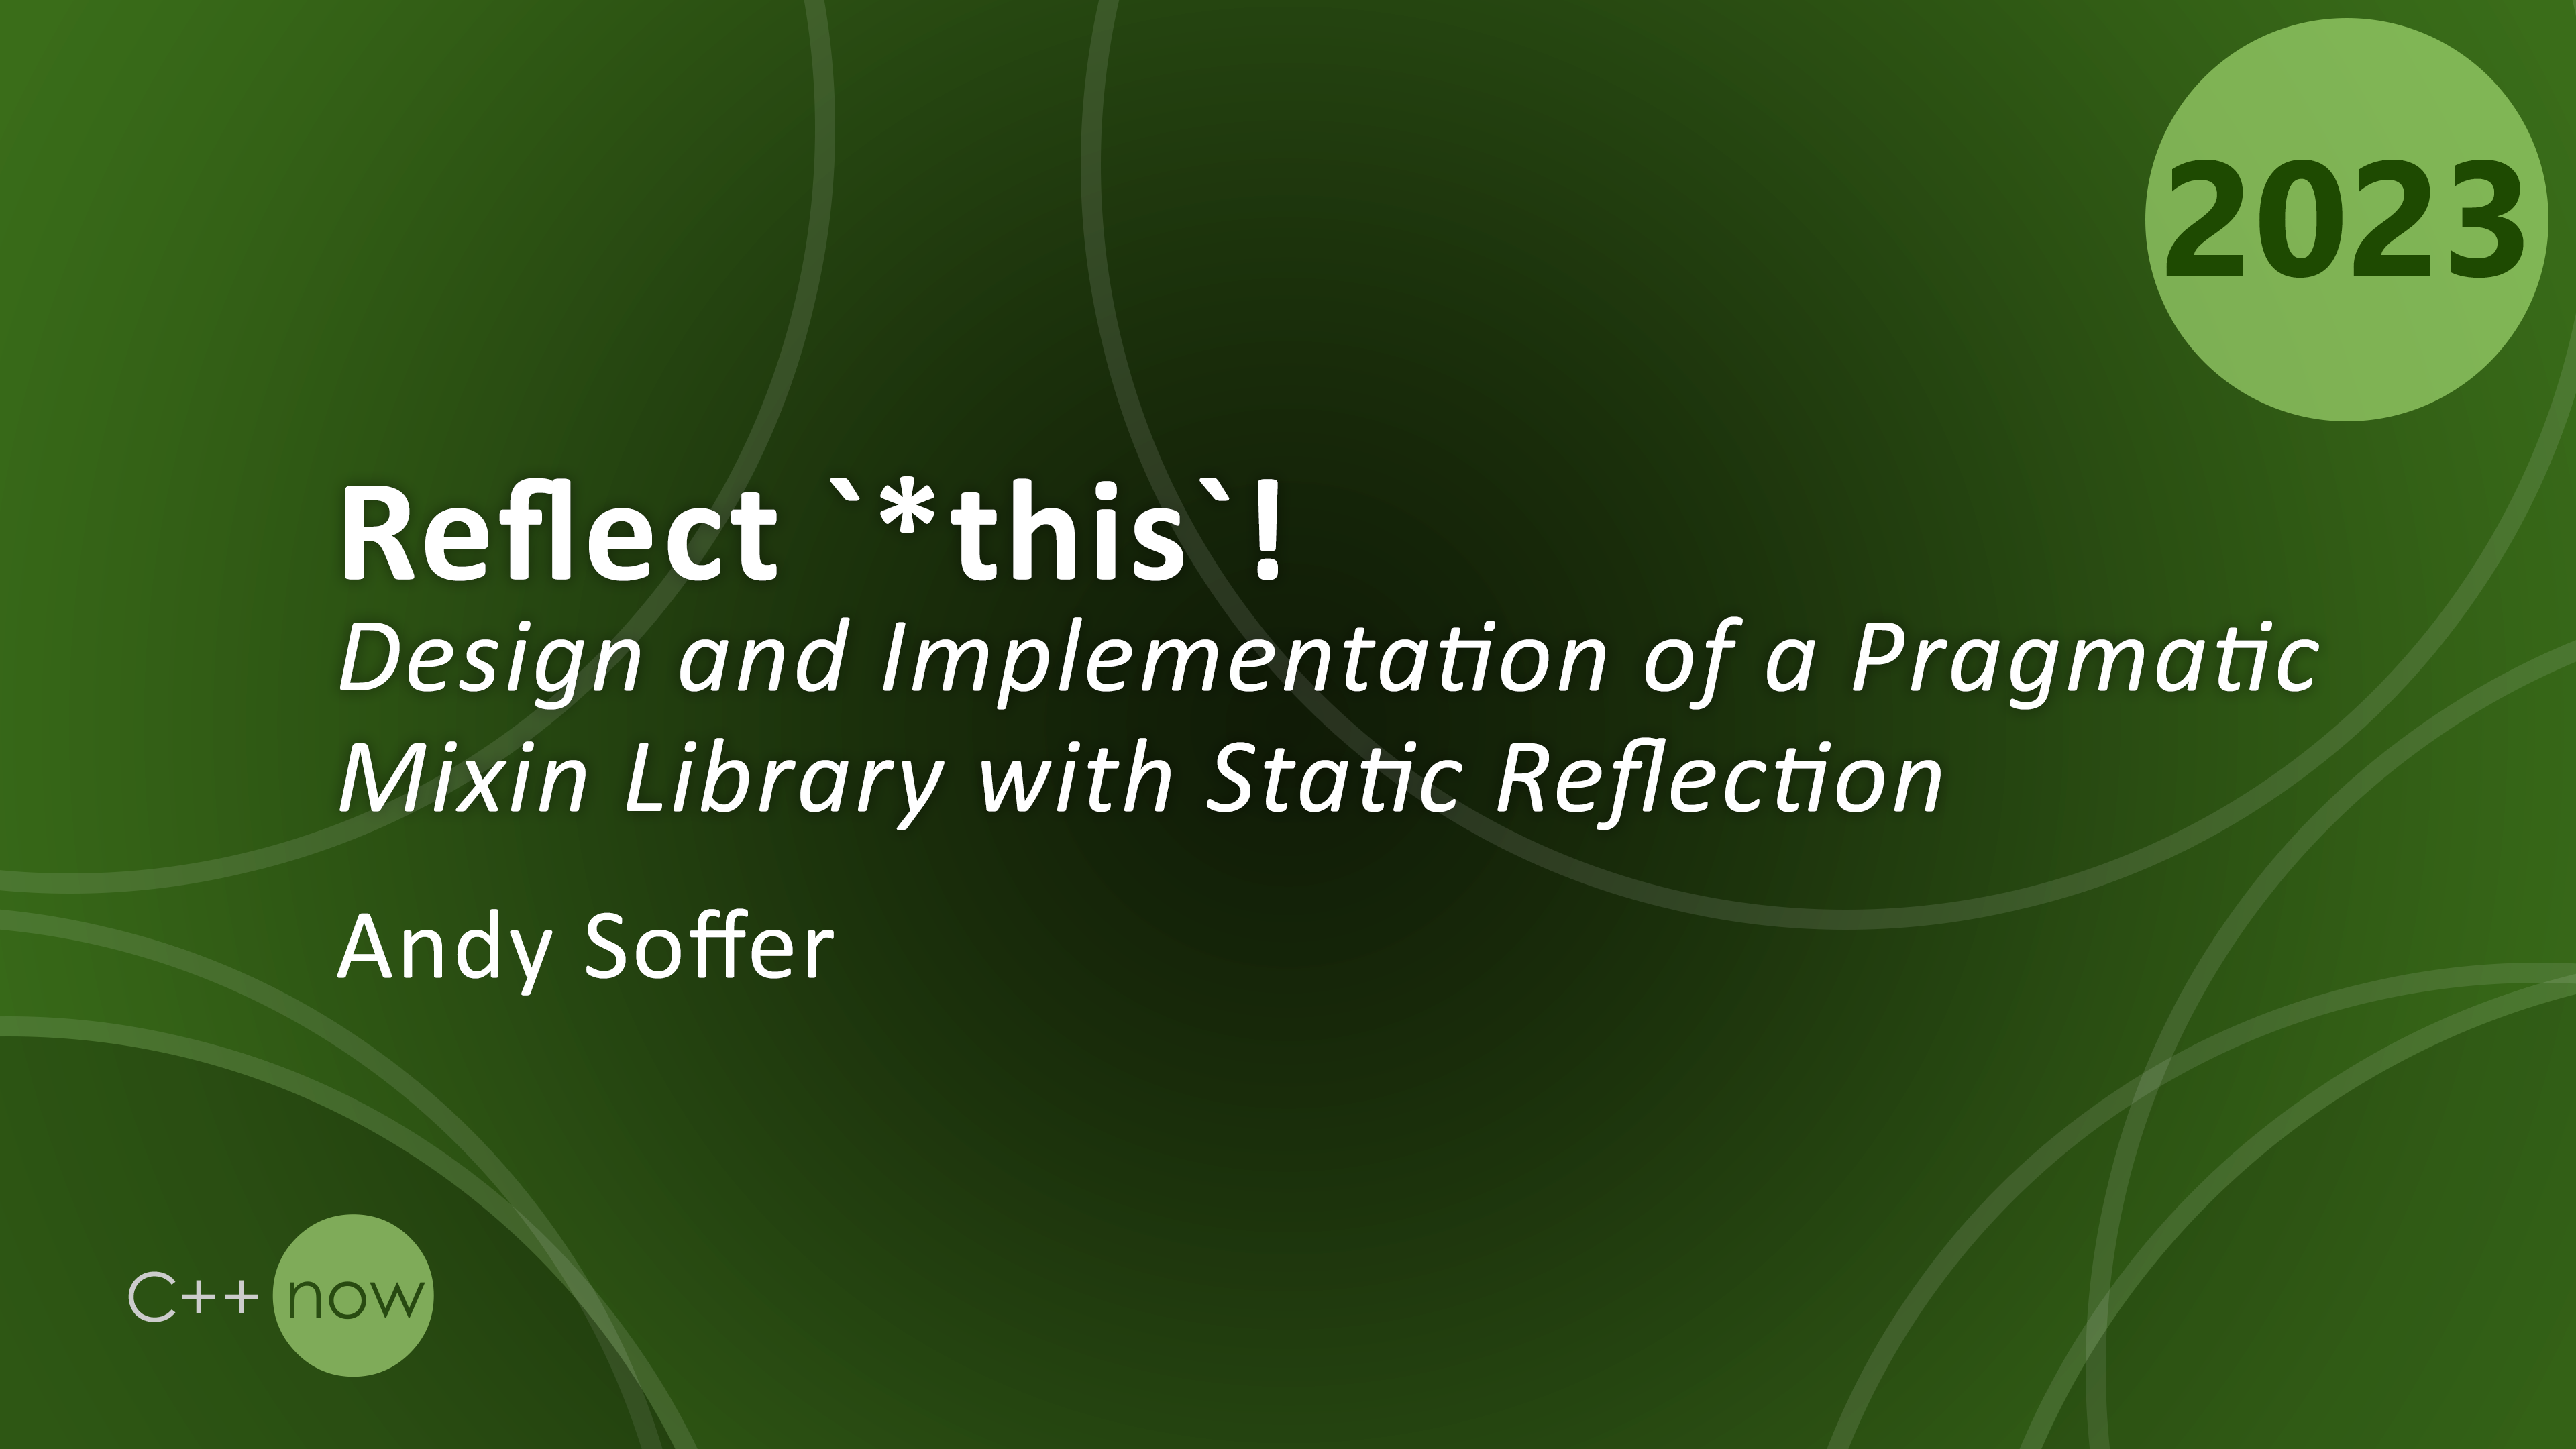 2023
Reflect `*this`!
Design and Implementation of a Pragmatic
Mixin Library with Static Reflection
Andy Soffer
C++ now